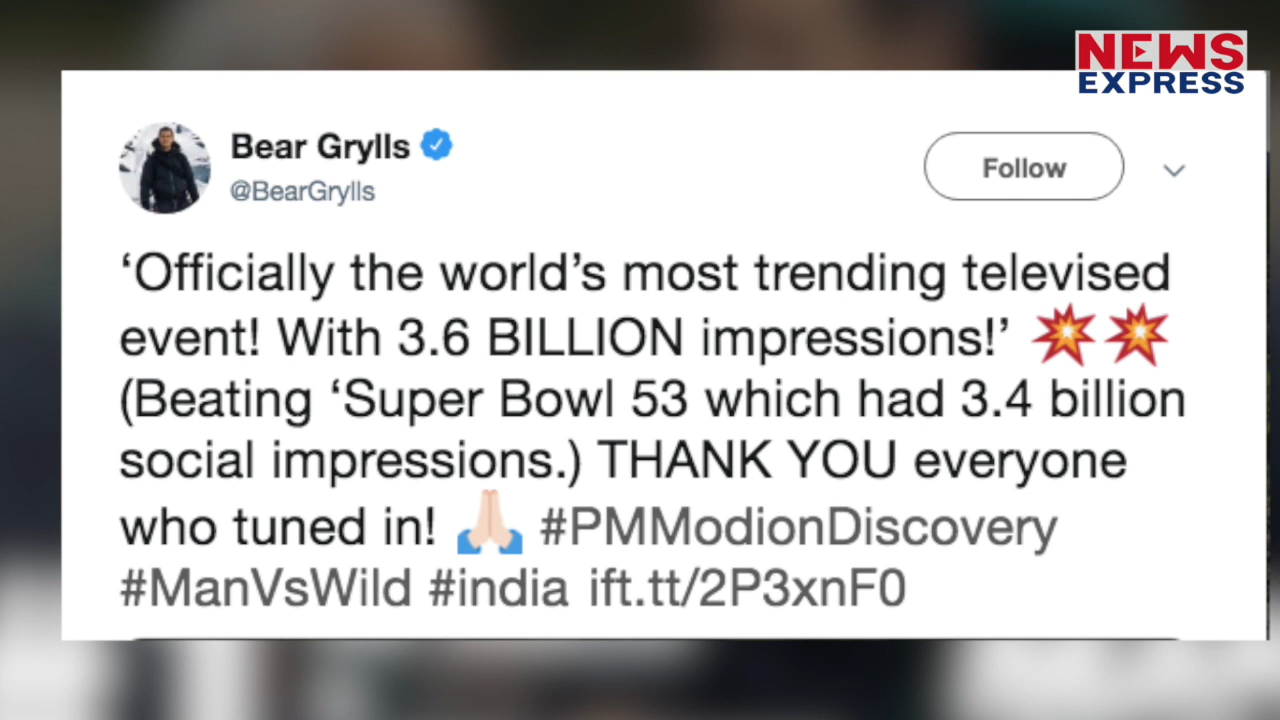 NEWS
EXPRESS
Bear Grylls
@BearGrylls
Follow
‘Officially the world’s most trending televised
event! With 3.6 BILLION impressions!’ 💥💥
(Beating ‘Super Bowl 53 which had 3.4 billion
social impressions.) THANK YOU everyone
who tuned in! 🙏🏻 #PMModionDiscovery
#ManVsWild #india ift.tt/2P3xnF0